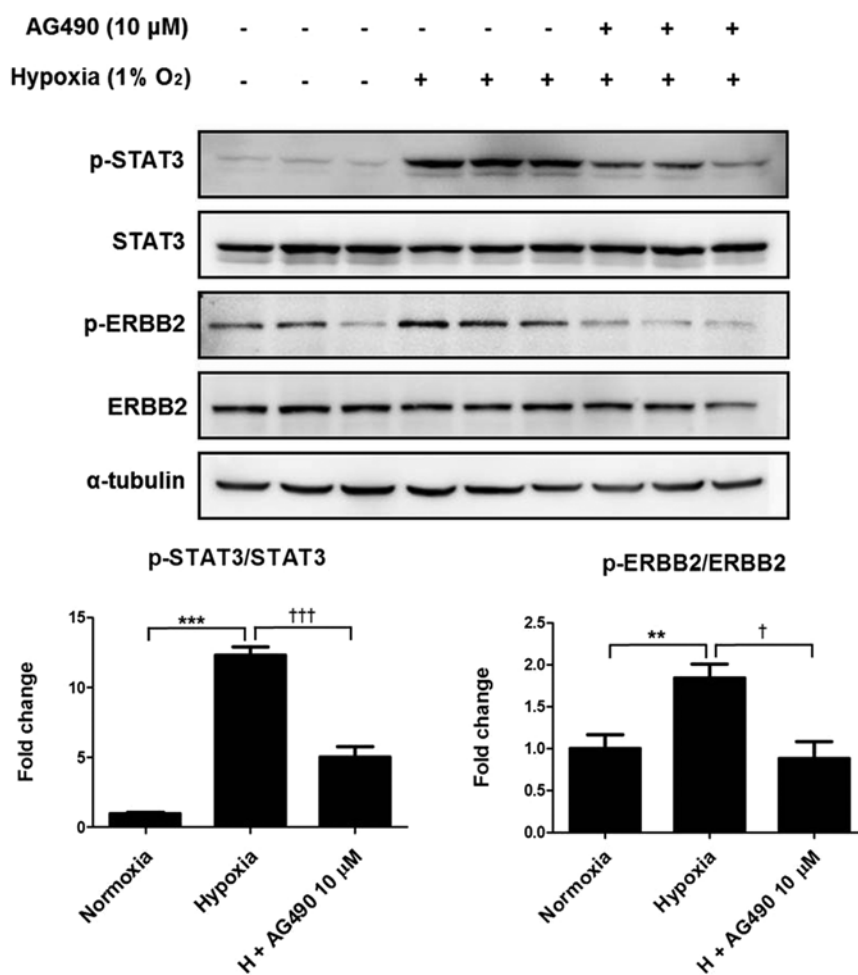 AG490 (10 µM) - - - - - - + + +
Hypoxia (1% O₂) - - - + + + + + +
p-STAT3
STAT3
p-ERBB2
ERBB2
α-tubulin
p-STAT3/STAT3
Fold change
15
10
5
0
***
†††
Normoxia
Hypoxia
H + AG490 10 µM
p-ERBB2/ERBB2
Fold change
2.5
2.0
1.5
1.0
0.5
0.0
**
†
Normoxia
Hypoxia
H + AG490 10 µM